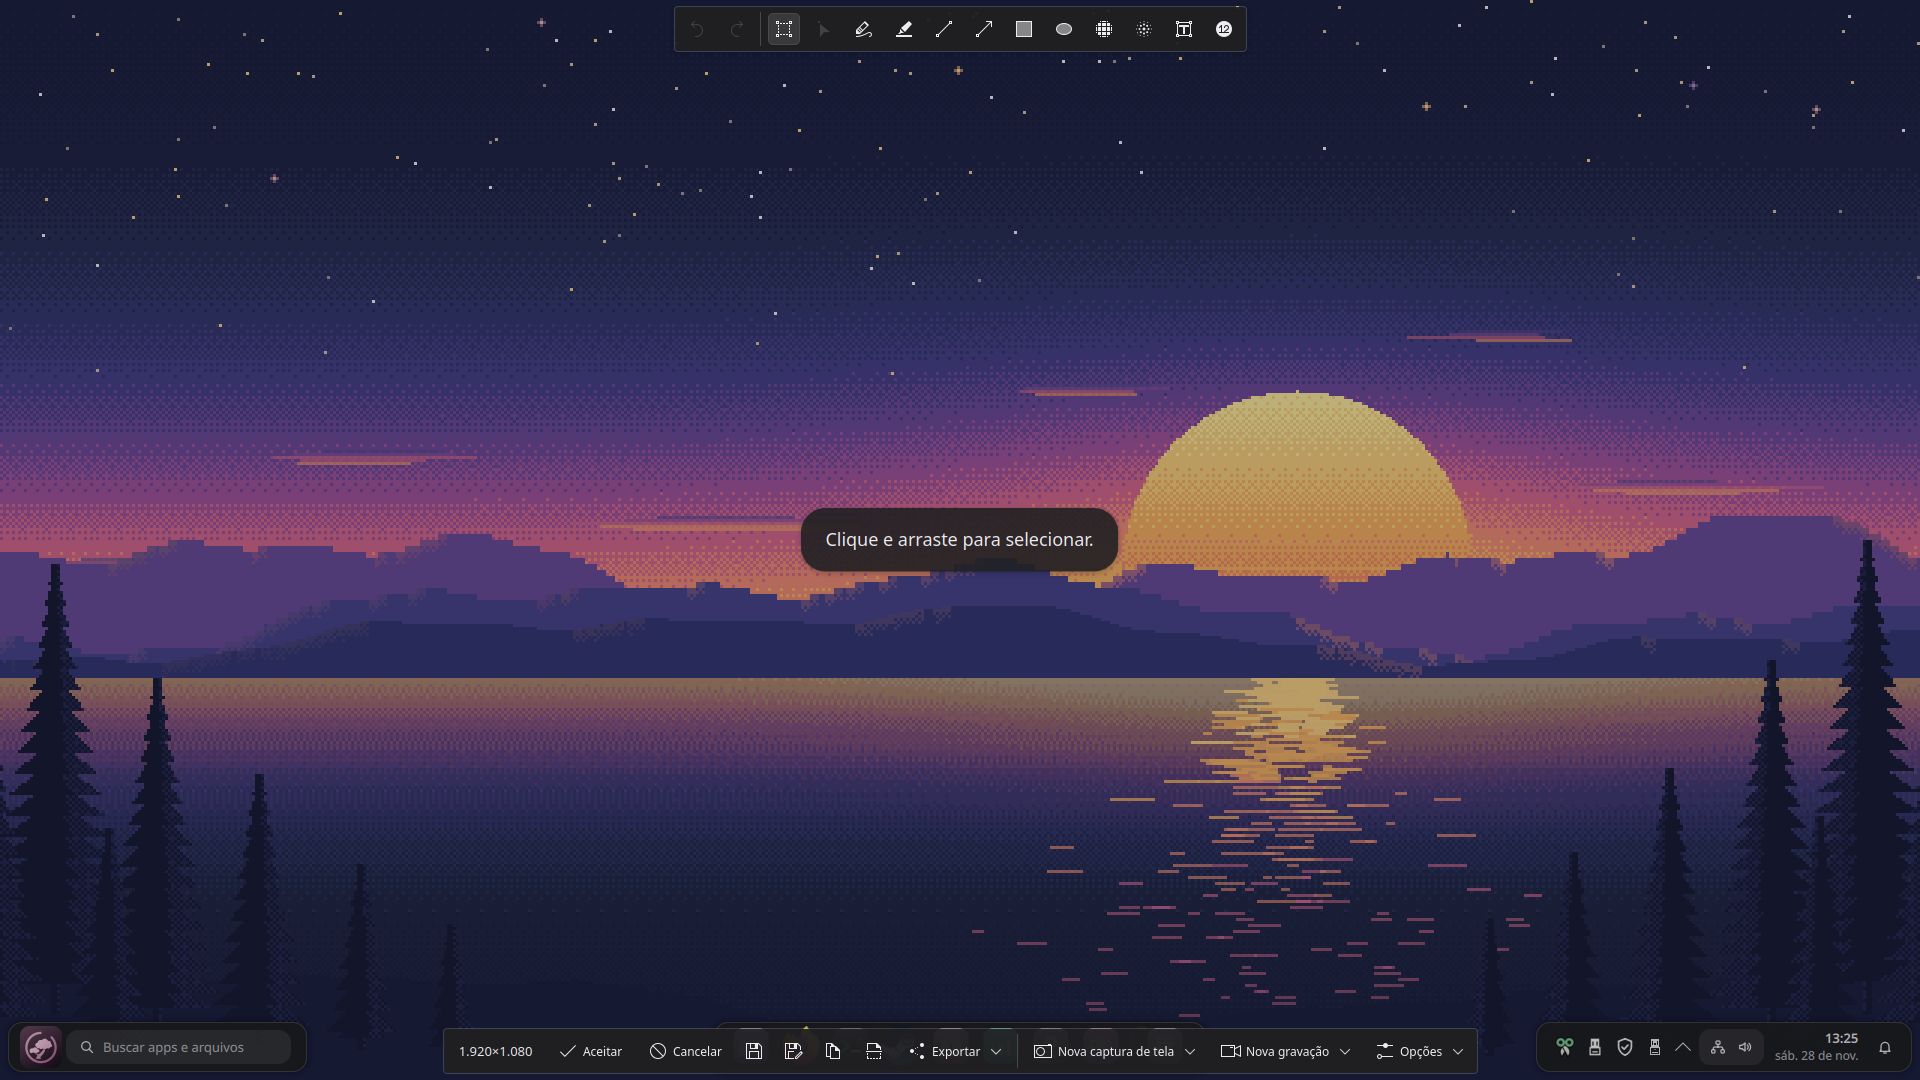 12
Clique e arraste para selecionar.
Buscar apps e arquivos
1.920×1.080 Aceitar Cancelar Exportar Nova captura de tela Nova gravação Opções
13:25
sáb. 28 de nov.